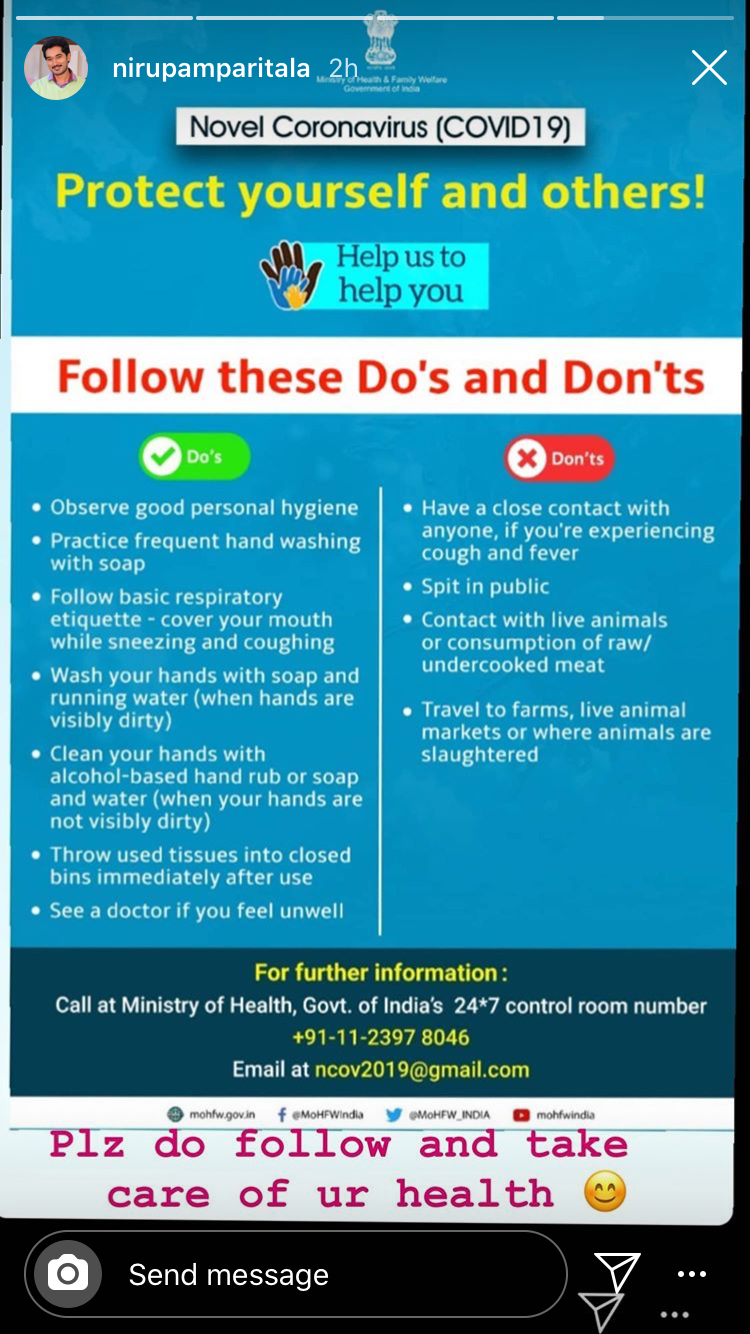 nirupamparitala 2h
Ministry of Health & Family Welfare
Government of India
Novel Coronavirus (COVID19)
Protect yourself and others!
Help us to
help you
Follow these Do's and Don'ts
Do's
• Observe good personal hygiene
• Practice frequent hand washing
with soap
• Follow basic respiratory
etiquette - cover your mouth
while sneezing and coughing
• Wash your hands with soap and
running water (when hands are
visibly dirty)
• Clean your hands with
alcohol-based hand rub or soap
and water (when your hands are
not visibly dirty)
• Throw used tissues into closed
bins immediately after use
• See a doctor if you feel unwell
Don'ts
• Have a close contact with
anyone, if you're experiencing
cough and fever
• Spit in public
• Contact with live animals
or consumption of raw/
undercooked meat
• Travel to farms, live animal
markets or where animals are
slaughtered
For further information :
Call at Ministry of Health, Govt. of India's 24*7 control room number
+91-11-2397 8046
Email at ncov2019@gmail.com
mohfw.gov.in @MoHFWIndia @MoHFW_INDIA mohfwindia
Plz do follow and take
care of ur health 😊
Send message